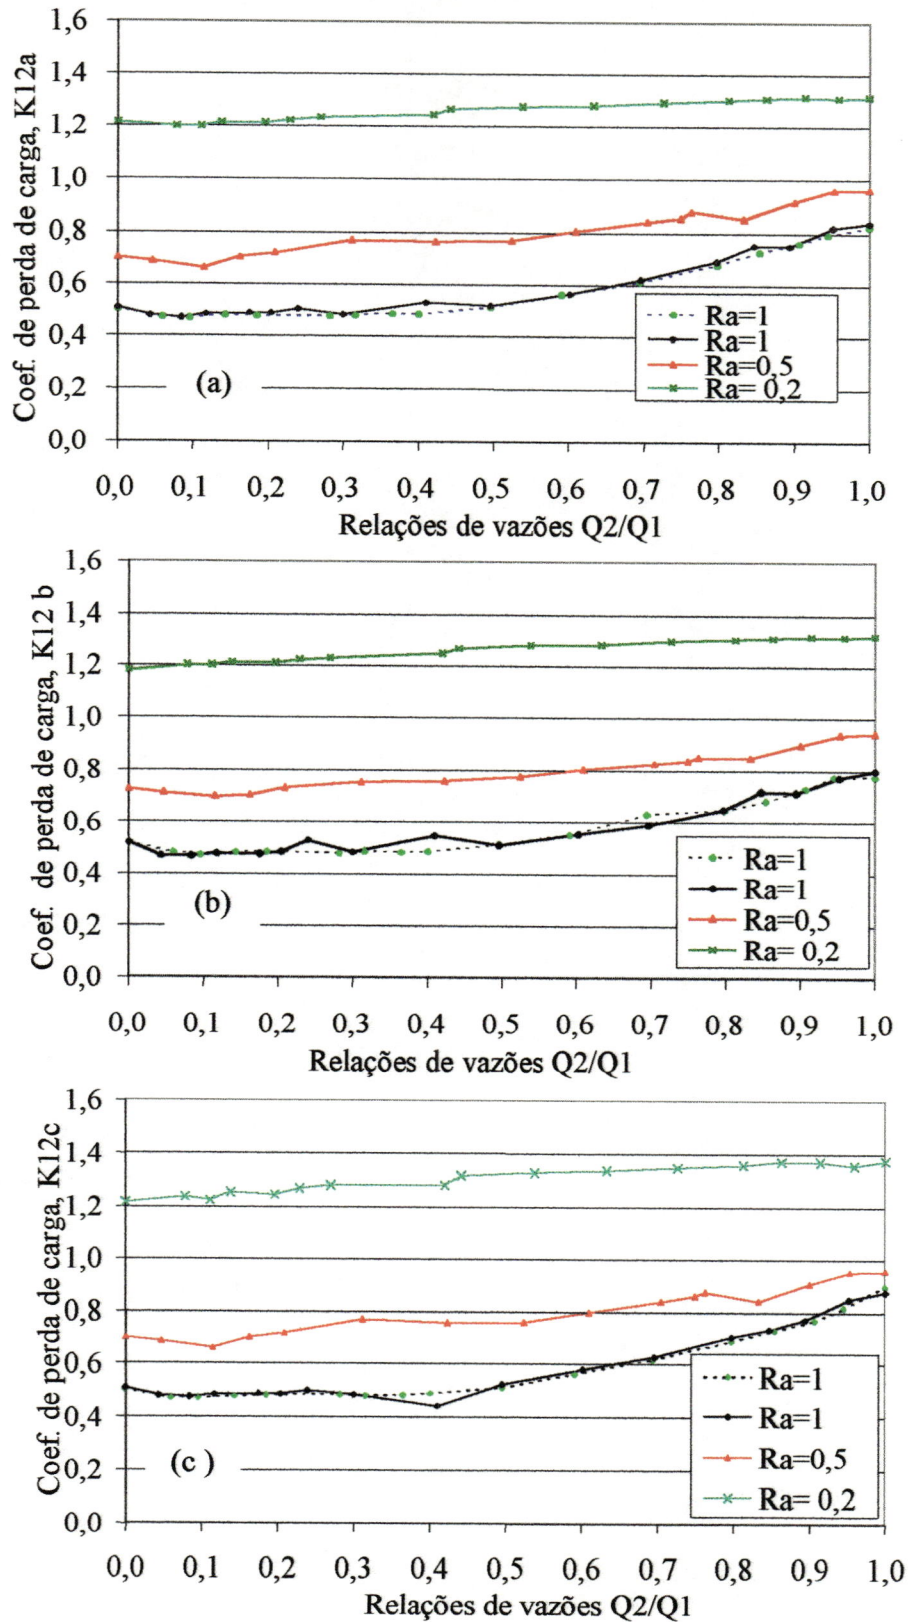 1,6
1,4
1,2
1,0
0,8
0,6
0,4
0,2
0,0
Coef. de perda de carga, K12a
(a)
Ra=1
Ra=1
Ra=0,5
Ra= 0,2
0,0 0,1 0,2 0,3 0,4 0,5 0,6 0,7 0,8 0,9 1,0
Relações de vazões Q2/Q1
1,6
1,4
1,2
1,0
0,8
0,6
0,4
0,2
0,0
Coef. de perda de carga, K12 b
(b)
Ra=1
Ra=1
Ra=0,5
Ra= 0,2
0,0 0,1 0,2 0,3 0,4 0,5 0,6 0,7 0,8 0,9 1,0
Relações de vazões Q2/Q1
1,6
1,4
1,2
1,0
0,8
0,6
0,4
0,2
0,0
Coef. de perda de carga, K12c
(c )
Ra=1
Ra=1
Ra=0,5
Ra= 0,2
0,0 0,1 0,2 0,3 0,4 0,5 0,6 0,7 0,8 0,9 1,0
Relações de vazões Q2/Q1